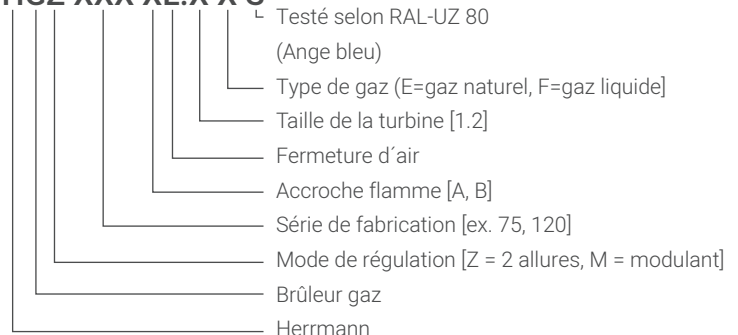 Testé selon RAL-UZ 80
(Ange bleu)
Type de gaz (E=gaz naturel, F=gaz liquide]
Taille de la turbine [1.2]
Fermeture d´air
Accroche flamme [A, B]
Série de fabrication [ex. 75, 120]
Mode de régulation [Z = 2 allures, M = modulant]
Brûleur gaz
Herrmann